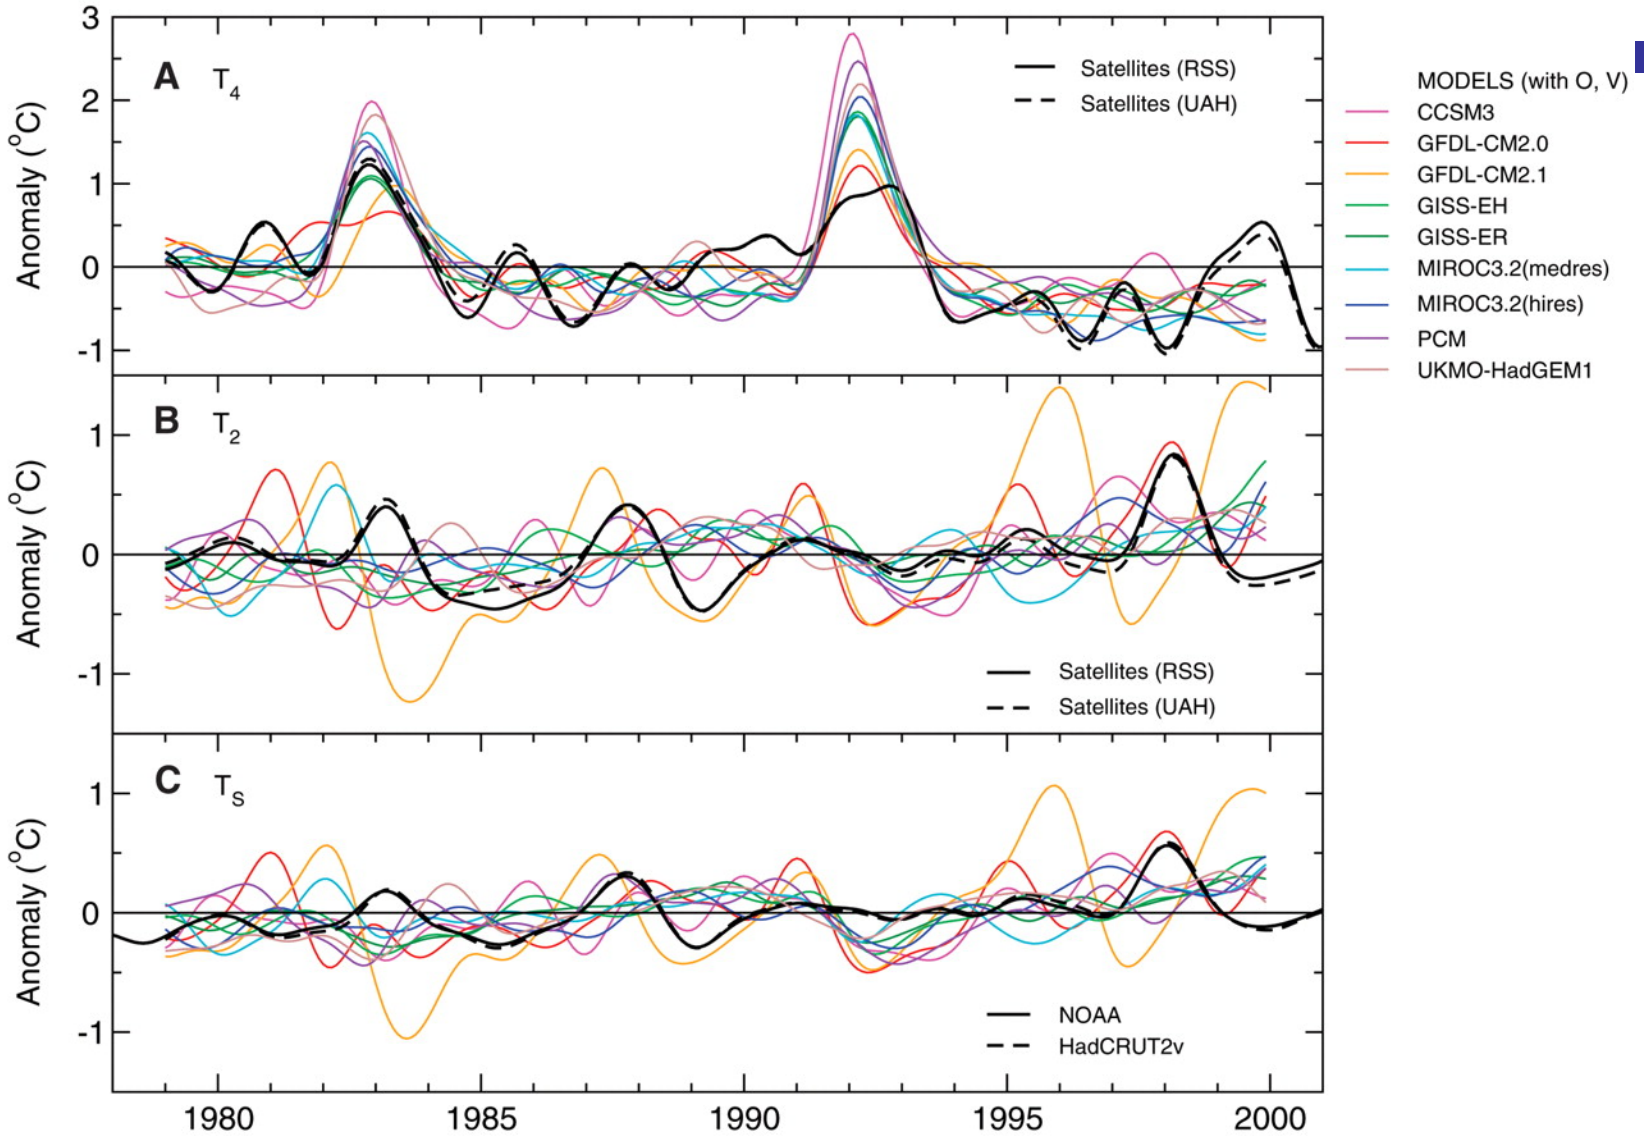 3
2
1
0
-1
Anomaly (°C)
A T4
Satellites (RSS)
Satellites (UAH)
MODELS (with O, V)
CCSM3
GFDL-CM2.0
GFDL-CM2.1
GISS-EH
GISS-ER
MIROC3.2(medres)
MIROC3.2(hires)
PCM
UKMO-HadGEM1
1
0
-1
Anomaly (°C)
B T2
Satellites (RSS)
Satellites (UAH)
1
0
-1
Anomaly (°C)
C TS
NOAA
HadCRUT2v
1980 1985 1990 1995 2000